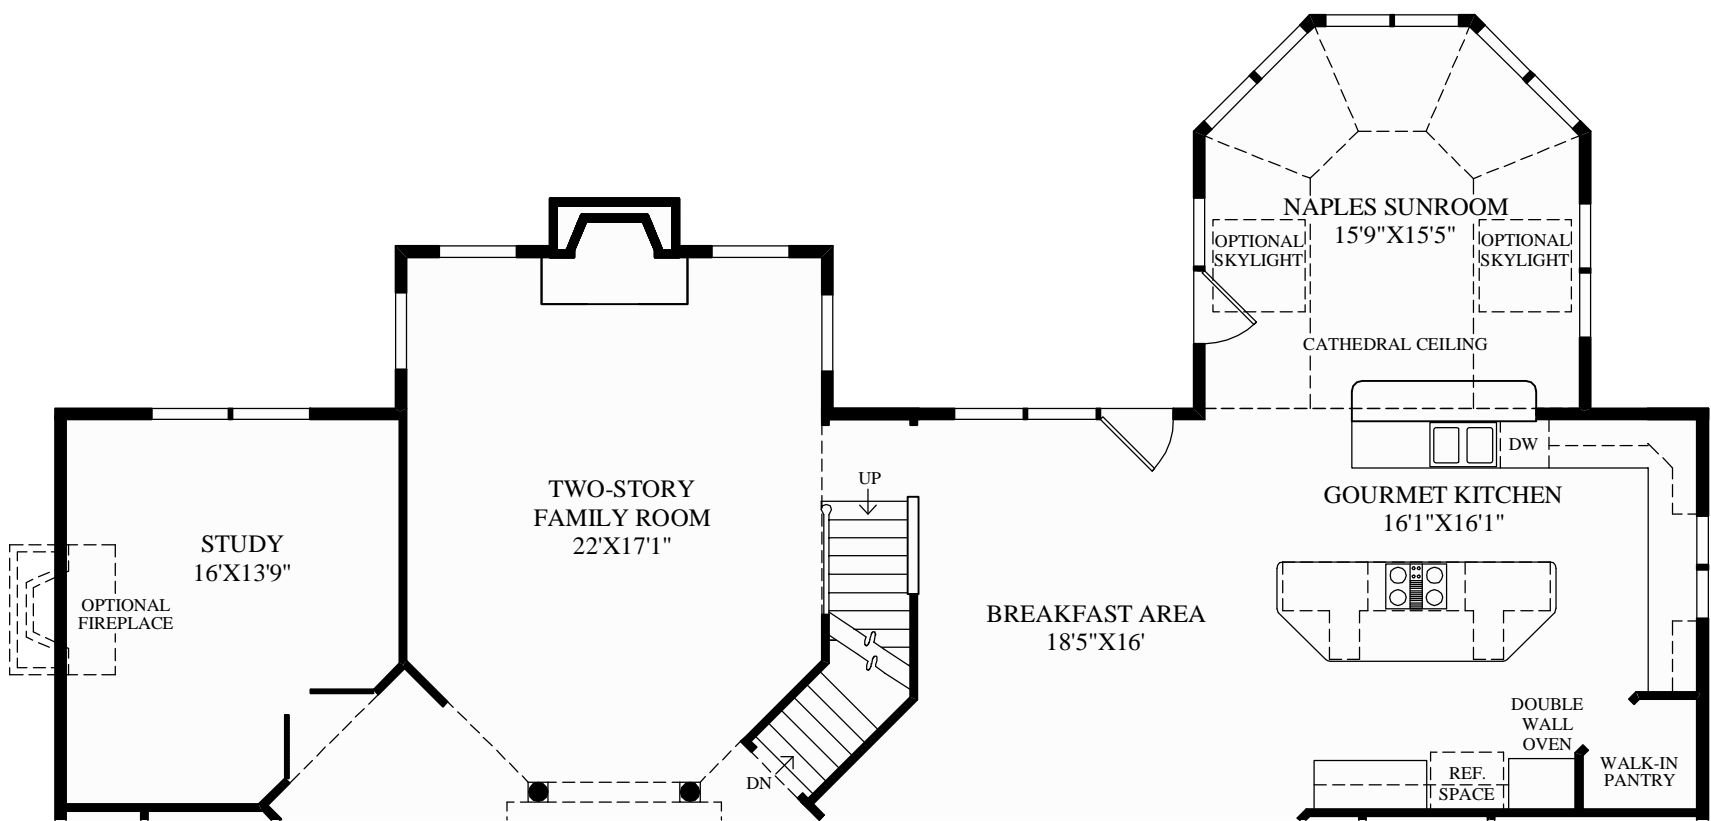 NAPLES SUNROOM
15'9"X15'5"
OPTIONAL
SKYLIGHT
OPTIONAL
SKYLIGHT
CATHEDRAL CEILING
DW
UP
TWO-STORY
FAMILY ROOM
22'X17'1"
GOURMET KITCHEN
16'1"X16'1"
STUDY
16'X13'9"
OPTIONAL
FIREPLACE
BREAKFAST AREA
18'5"X16'
DOUBLE
WALL
OVEN
WALK-IN
PANTRY
REF.
SPACE
DN